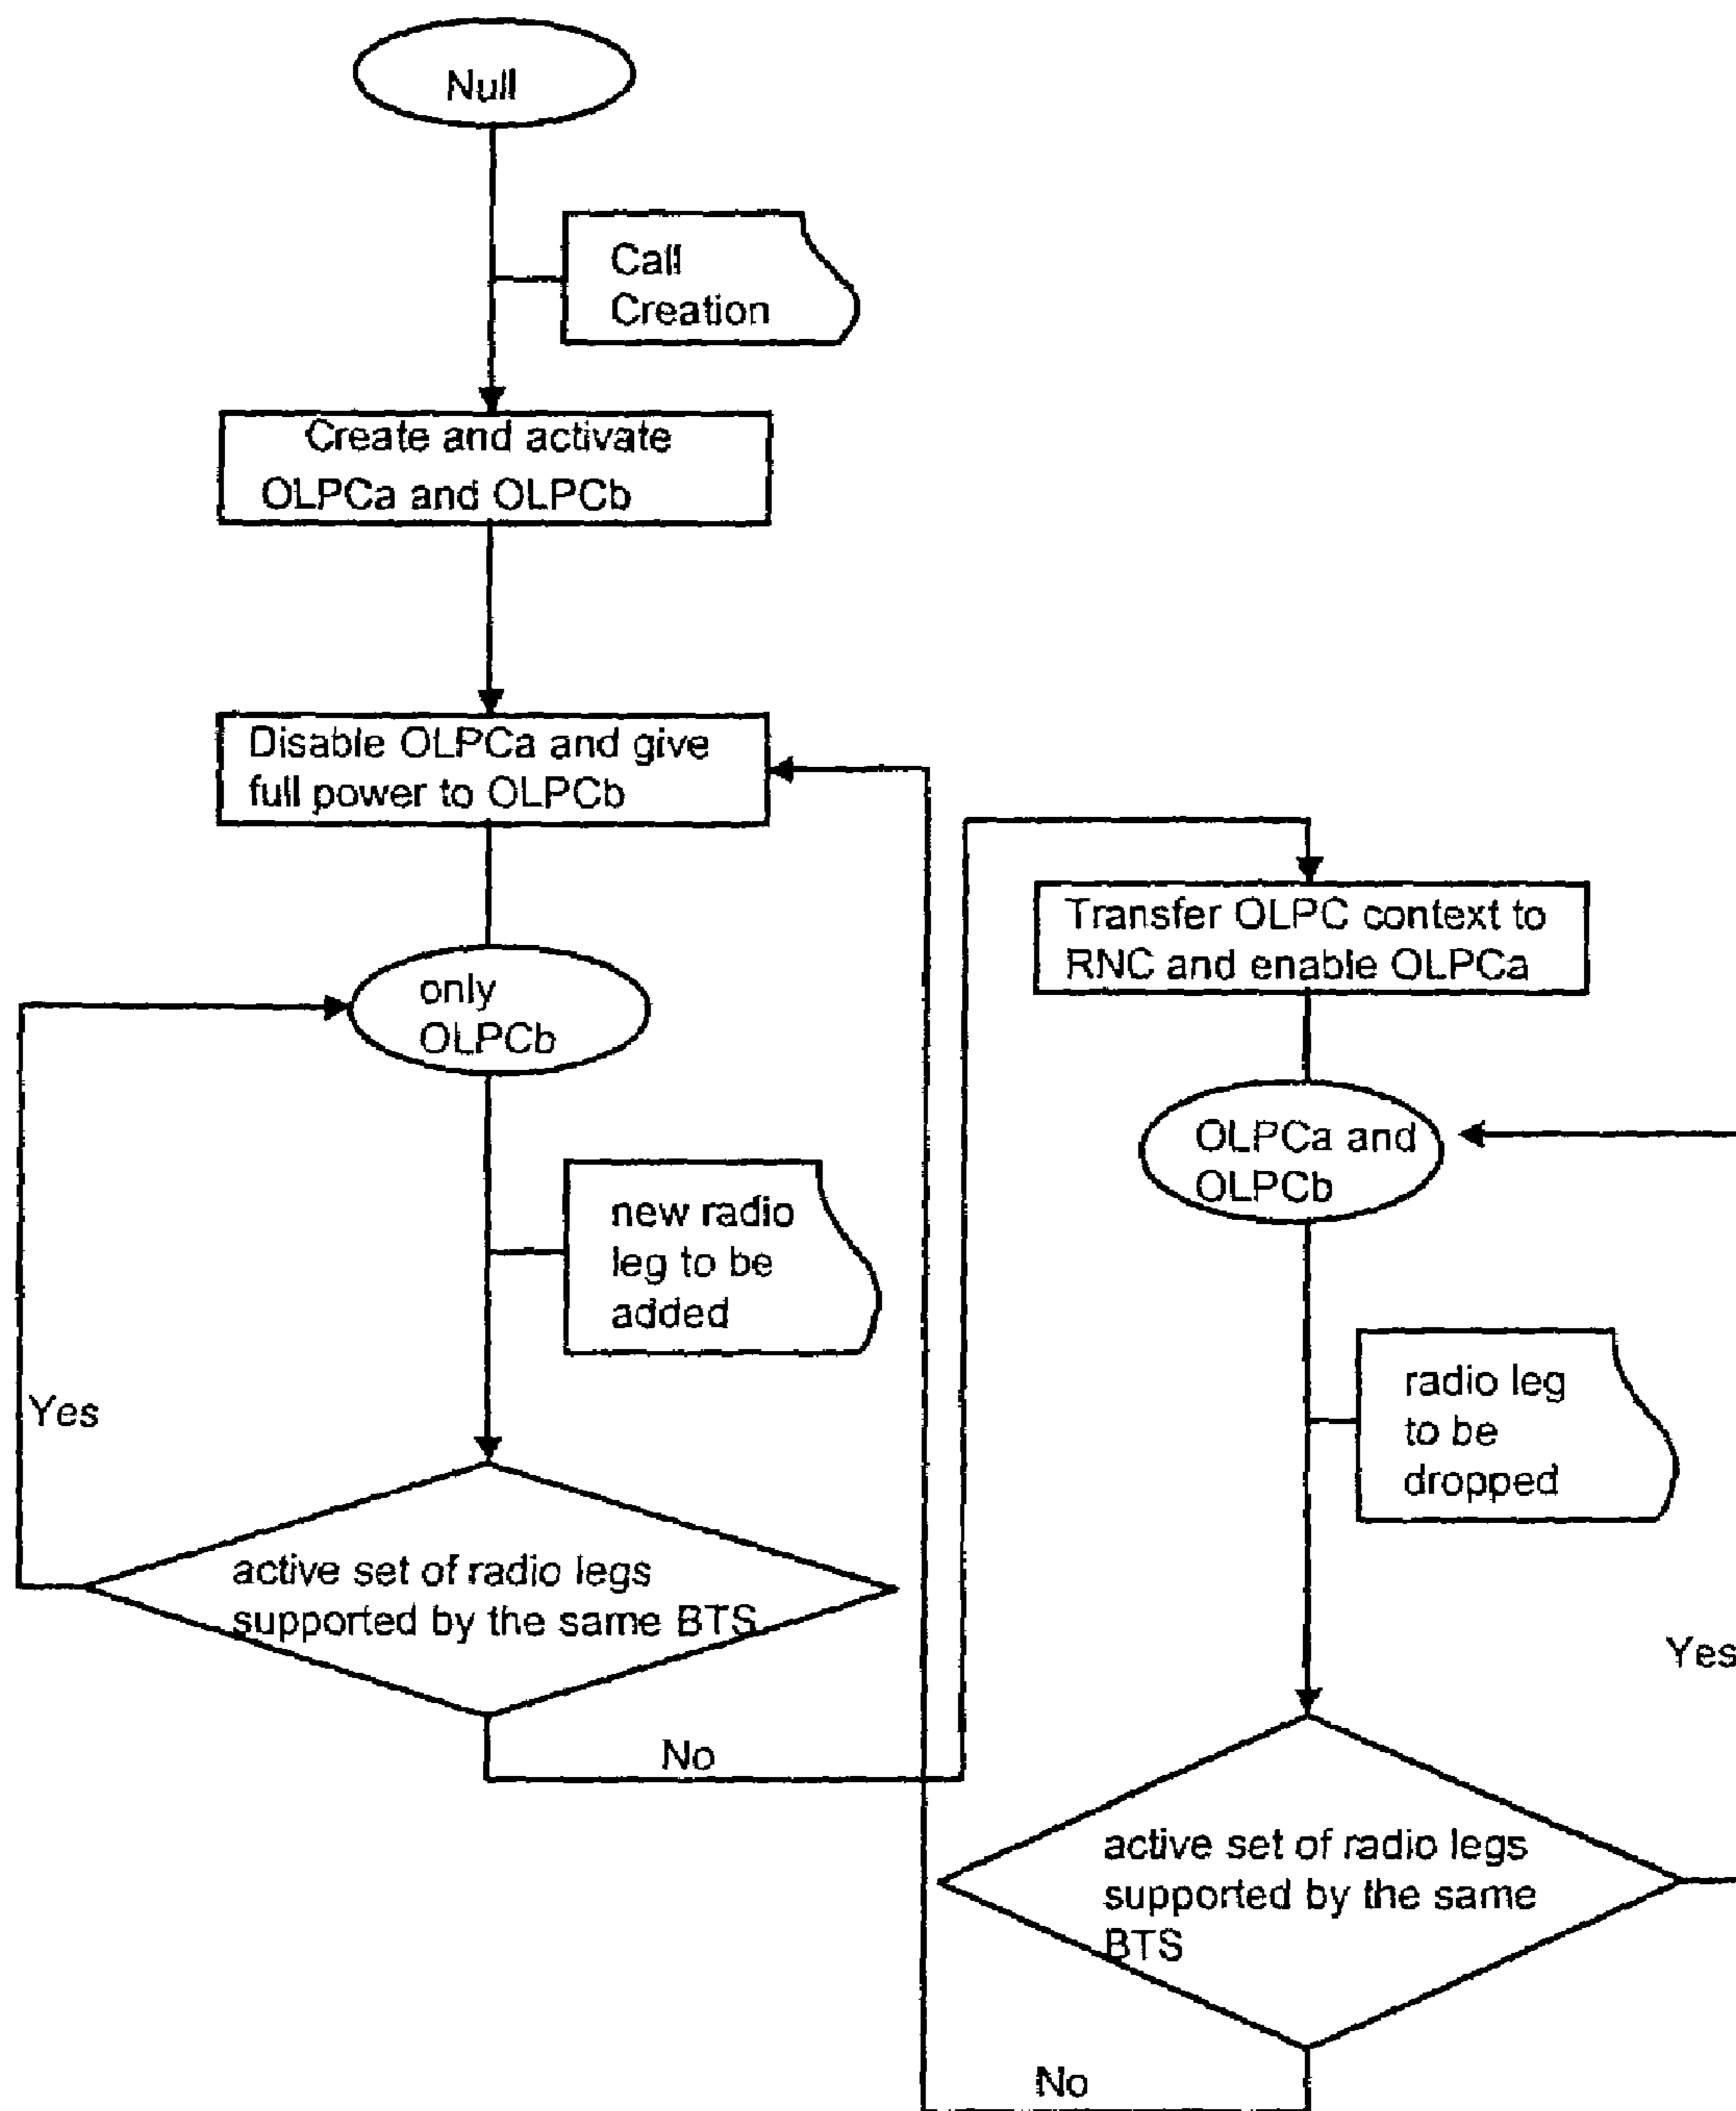 Null
Call
Creation
Create and activate
OLPCa and OLPCb
Disable OLPCa and give
full power to OLPCb
only
OLPCb
new radio
leg to be
added
Yes
active set of radio legs
supported by the same BTS
No
Transfer OLPC context to
RNC and enable OLPCa
OLPCa and
OLPCb
radio leg
to be
dropped
Yes
active set of radio legs
supported by the same
BTS
No